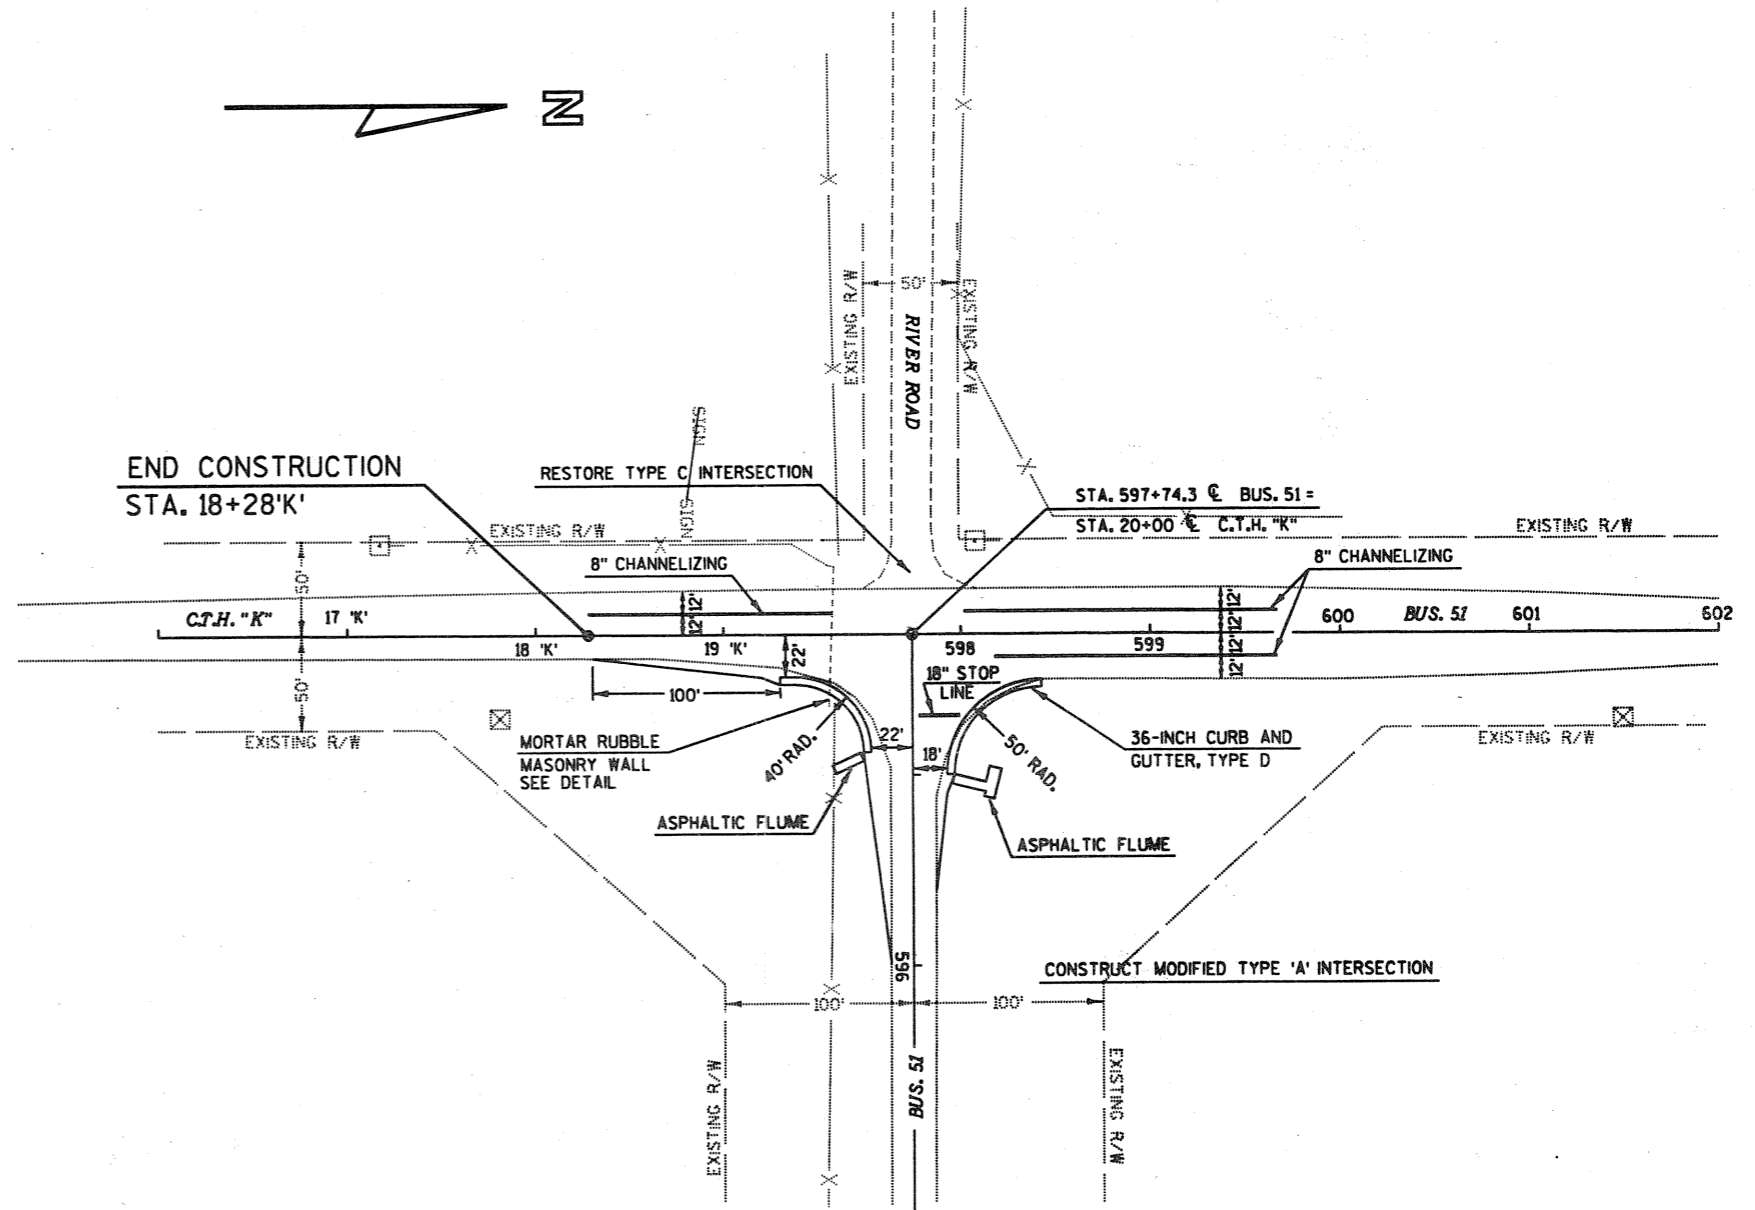 N
50'
EXISTING R/W
EXISTING R/W
RIVER ROAD
SIGN
SIGN
END CONSTRUCTION
STA. 18+28'K'
RESTORE TYPE C INTERSECTION
STA. 597+74.3 ℄ BUS. 51 =
STA. 20+00 ℄ C.T.H. "K"
EXISTING R/W
EXISTING R/W
8" CHANNELIZING
8" CHANNELIZING
50'
50'
C.T.H. "K"
17 'K'
18 'K'
19 'K'
12'
12'
22'
598
599
12'
12'
12'
600
BUS. 51
601
602
100'
18" STOP
LINE
EXISTING R/W
MORTAR RUBBLE
MASONRY WALL
SEE DETAIL
40' RAD.
22'
18'
50' RAD.
36-INCH CURB AND
GUTTER, TYPE D
EXISTING R/W
ASPHALTIC FLUME
ASPHALTIC FLUME
596
CONSTRUCT MODIFIED TYPE 'A' INTERSECTION
100'
100'
EXISTING R/W
BUS. 51
EXISTING R/W